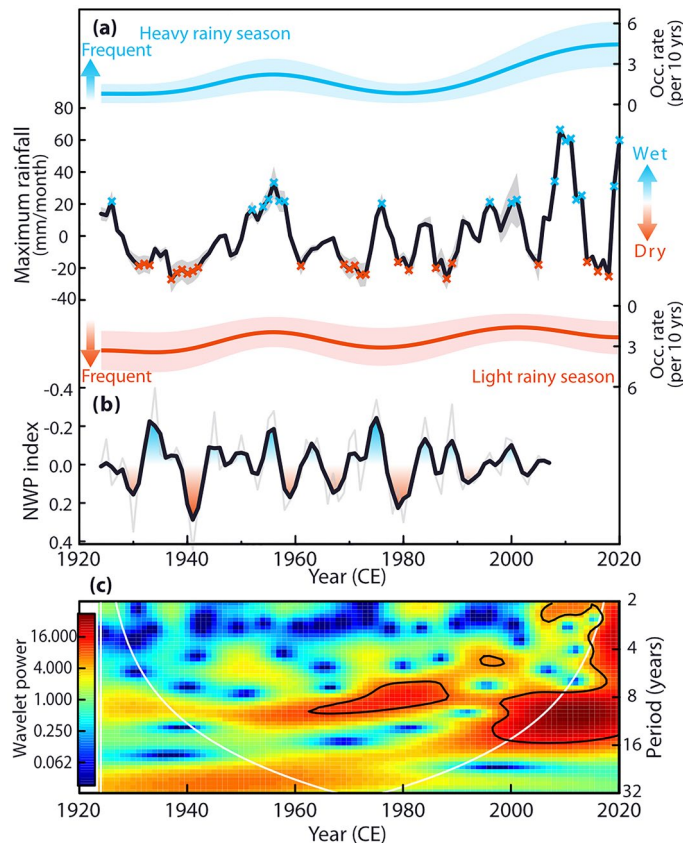 (a)
Heavy rainy season
Frequent
6
3
0
Occ. rate
(per 10 yrs)
80
60
40
20
0
-20
-40
Maximum rainfall
(mm/month)
Wet
Dry
0
3
6
Occ. rate
(per 10 yrs)
Frequent
Light rainy season
(b)
-0.4
-0.2
0.0
0.2
0.4
NWP index
1920 1940 1960 1980 2000 2020
Year (CE)
(c)
16.000
4.000
1.000
0.250
0.062
Wavelet power
2
4
8
16
32
Period (years)
1920 1940 1960 1980 2000 2020
Year (CE)